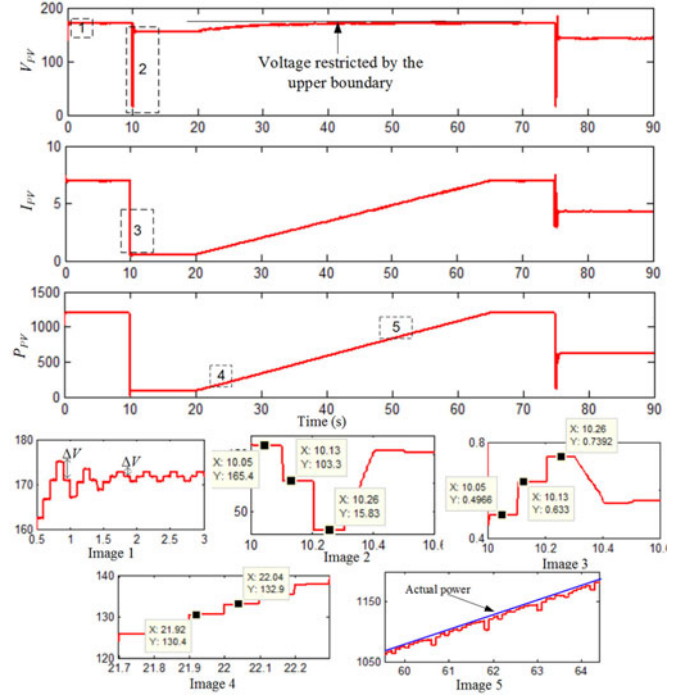 200
100
0
V_PV
1
2
Voltage restricted by the
upper boundary
0 10 20 30 40 50 60 70 80 90
10
5
0
I_PV
3
0 10 20 30 40 50 60 70 80 90
1500
1000
500
0
P_PV
4
5
0 10 20 30 40 50 60 70 80 90
Time (s)
180
170
160
ΔV
ΔV
0.5 1 1.5 2 2.5 3
Image 1
50
X: 10.05
Y: 165.4
X: 10.13
Y: 103.3
X: 10.26
Y: 15.83
10 10.2 10.4
Image 2
0.8
0.4
X: 10.05
Y: 0.4966
X: 10.13
Y: 0.633
X: 10.26
Y: 0.7392
10 10.2 10.4
Image 3
140
130
120
X: 21.92
Y: 130.4
X: 22.04
Y: 132.9
21.7 21.8 21.9 22 22.1 22.2
Image 4
1150
1050
Actual power
60 61 62 63 64
Image 5